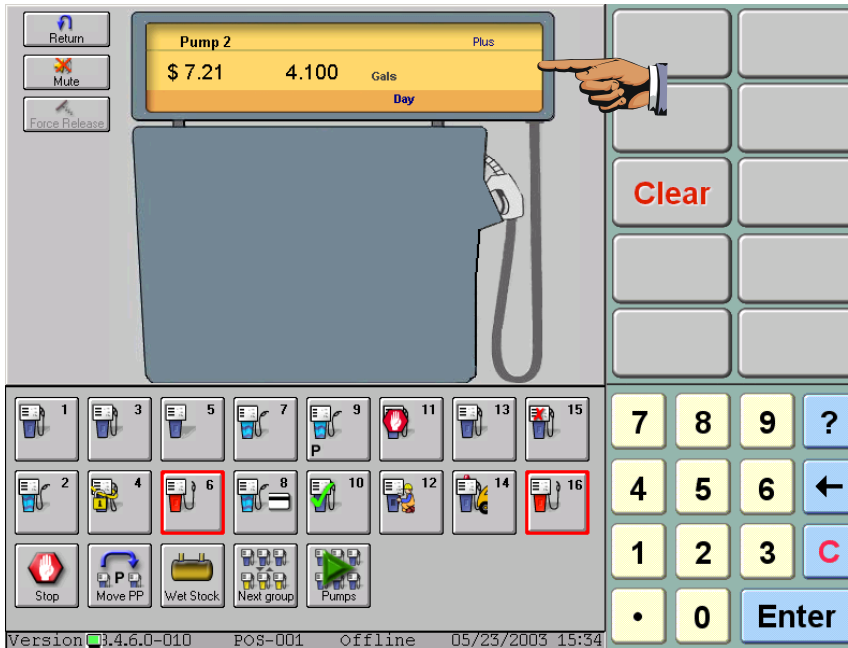 Return
Mute
Force Release
Pump 2 Plus
$ 7.21 4.100 Gals
Day
Clear
1 3 5 7 9 11 13 15
P
2 4 6 8 10 12 14 16
Stop
P
Move PP
Wet Stock
Next group
Pumps
7 8 9 ?
4 5 6 ←
1 2 3 C
• 0 Enter
Version 3.4.6.0-010 POS-001 Offline 05/23/2003 15:34